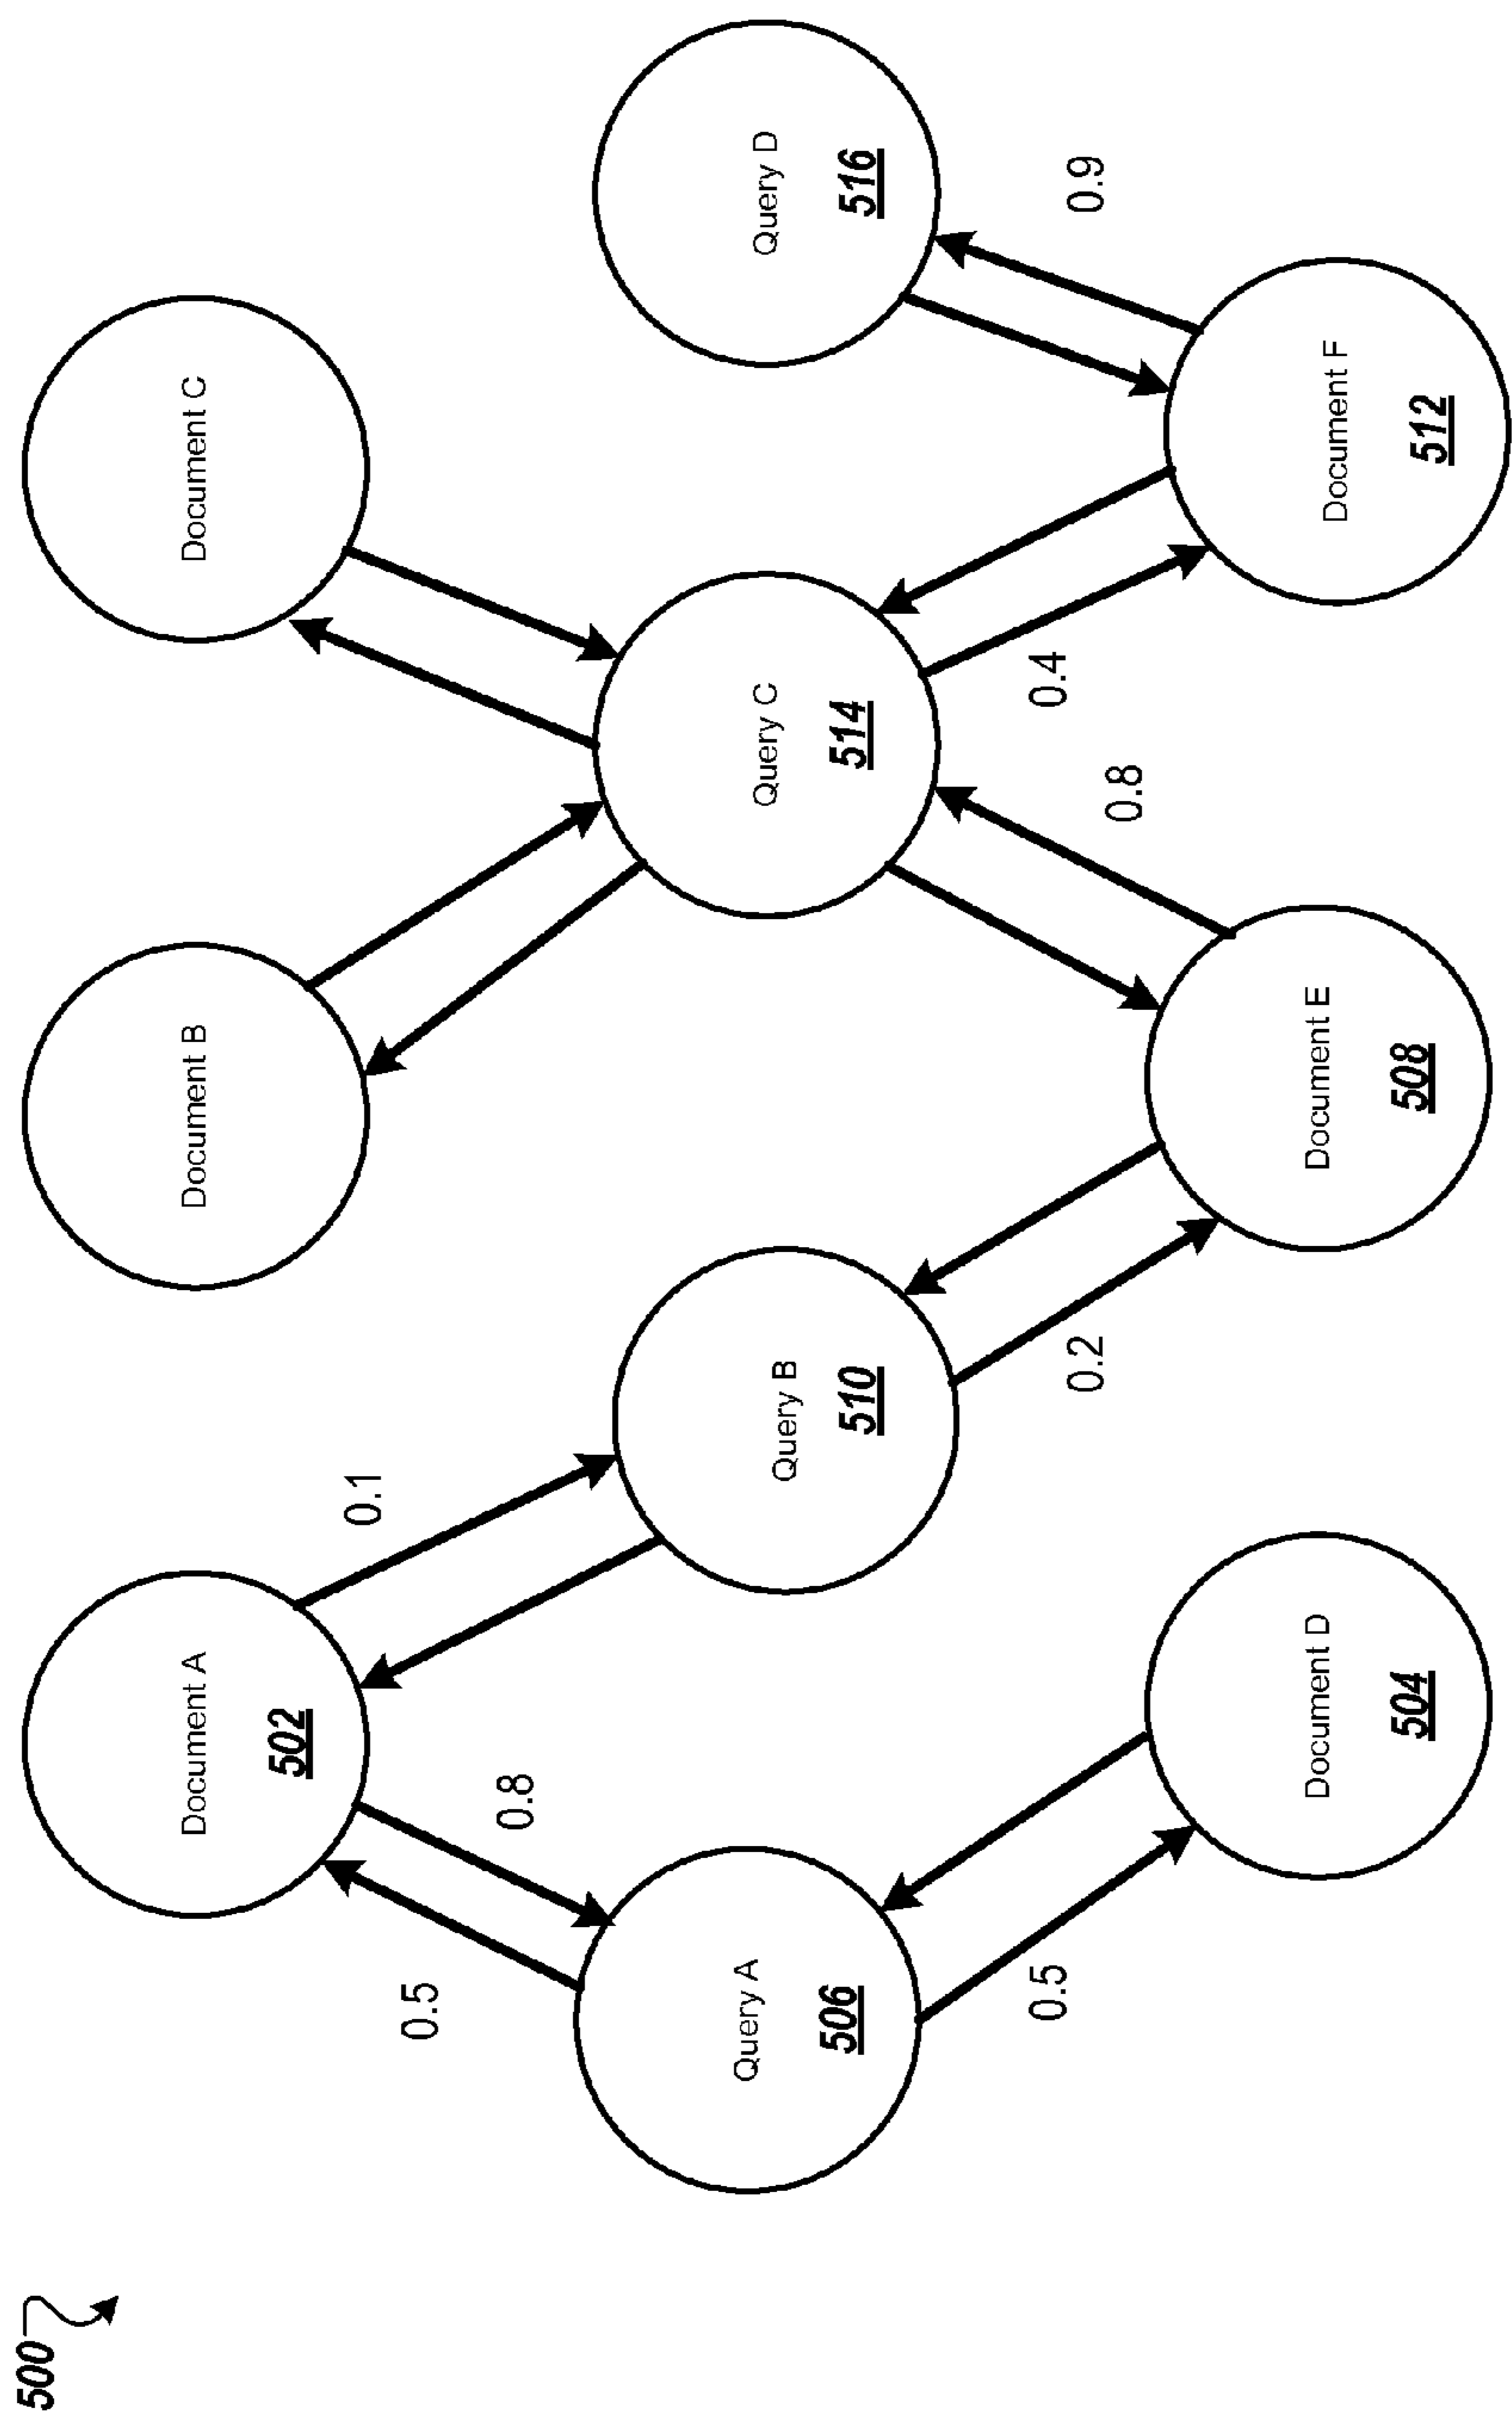 500
Document A
502
Document B
Document C
0.5
0.8
0.1
Query A
506
Query B
510
Query C
514
Query D
516
0.5
0.2
0.8
0.4
0.9
Document D
504
Document E
508
Document F
512